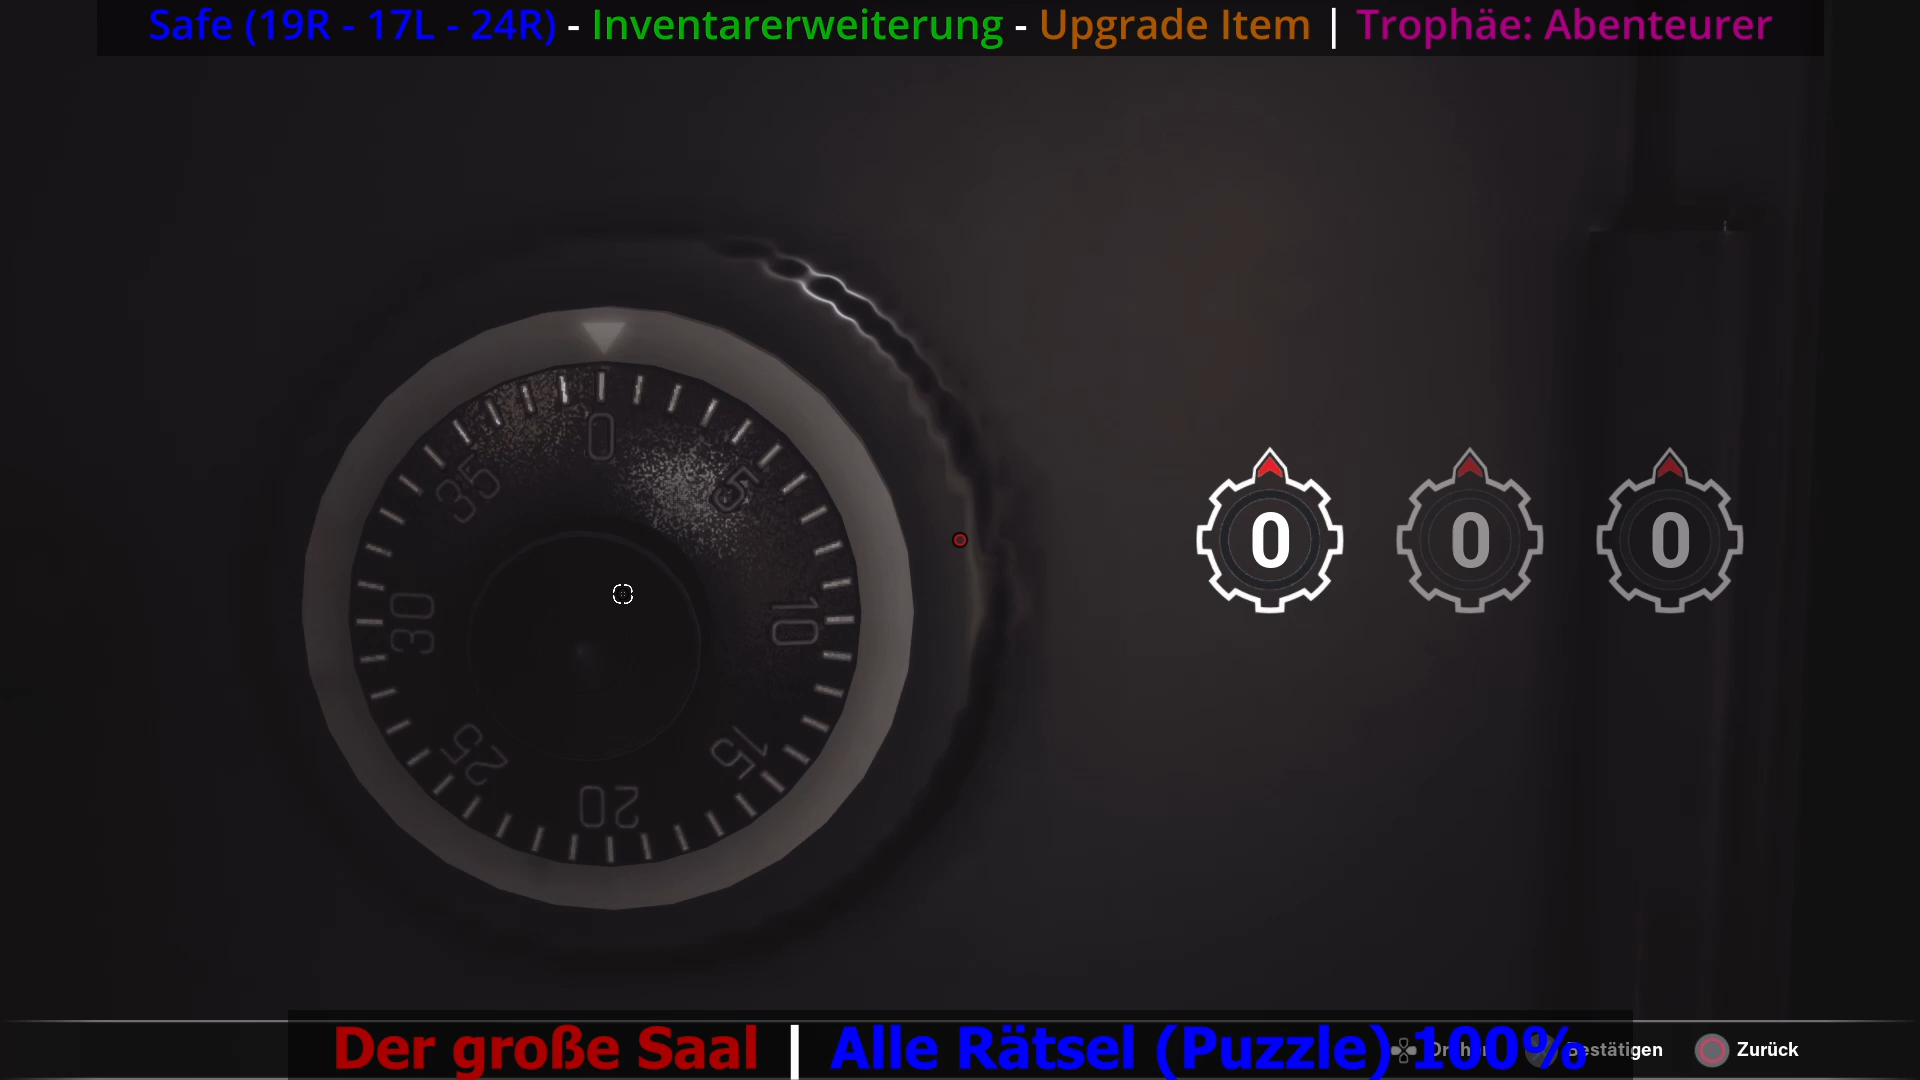 Safe (19R - 17L - 24R) - Inventarerweiterung - Upgrade Item | Trophäe: Abenteurer
0
5
10
15
20
25
30
35
0 0 0
Der große Saal | Alle Rätsel (Puzzle) 100%
Bestätigen Zurück